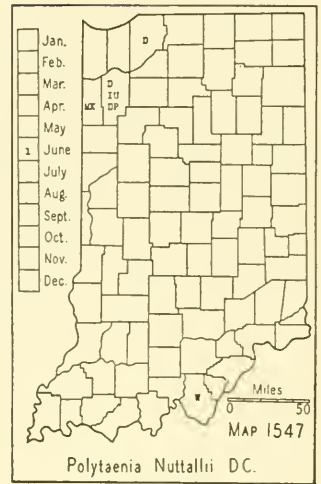 Jan.
Feb.
Mar.
Apr.
May
1 June
July
Aug.
Sept.
Oct.
Nov.
Dec.
D
D
IU
MX DP
W
Miles
0 50
MAP 1547
Polytaenia Nuttallii DC.